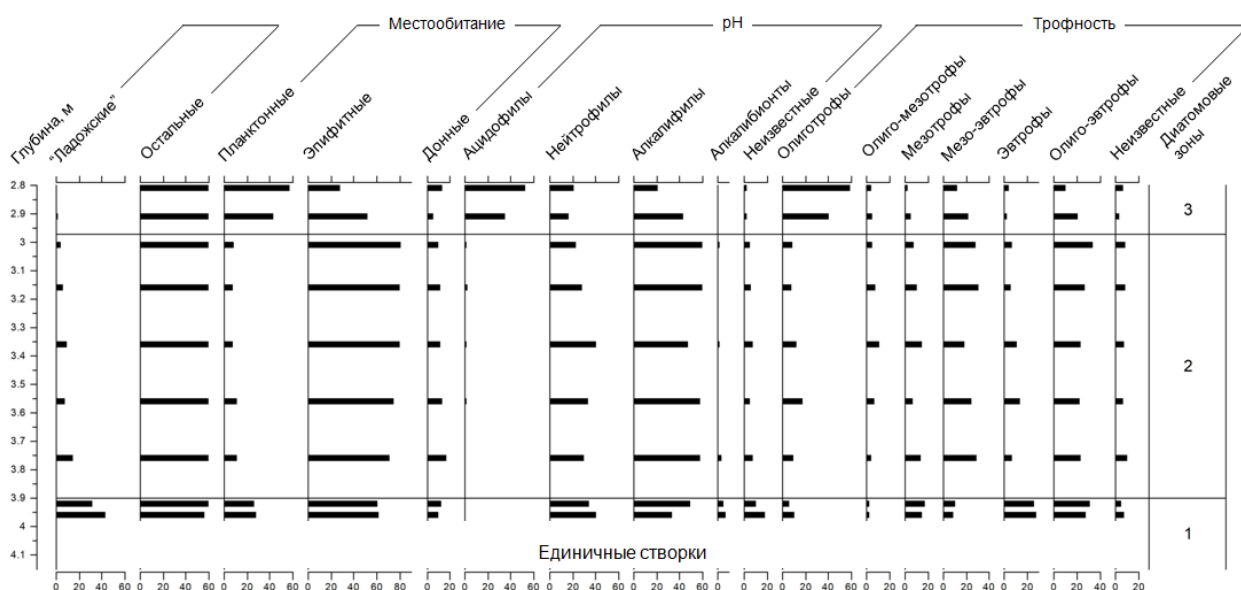 Местообитание pH Трофность
Глубина, м
"Ладожские"
Остальные
Планктонные
Эпифитные
Донные
Ацидофилы
Нейтрофилы
Алкалифилы
Алкалибионты
Неизвестные
Олиготрофы
Олиго-мезотрофы
Мезотрофы
Мезо-эвтрофы
Эвтрофы
Олиго-эвтрофы
Неизвестные
Диатомовые
зоны
2.8
2.9
3
3.1
3.2
3.3
3.4
3.5
3.6
3.7
3.8
3.9
4
4.1
3
2
1
Единичные створки
0 20 40 60 0 20 40 60 0 20 40 60 0 20 40 60 80 0 20 0 20 40 60 0 20 40 60 0 20 40 60 0 20 0 20 0 20 40 60 0 20 0 20 0 20 40 0 20 0 20 40 0 20